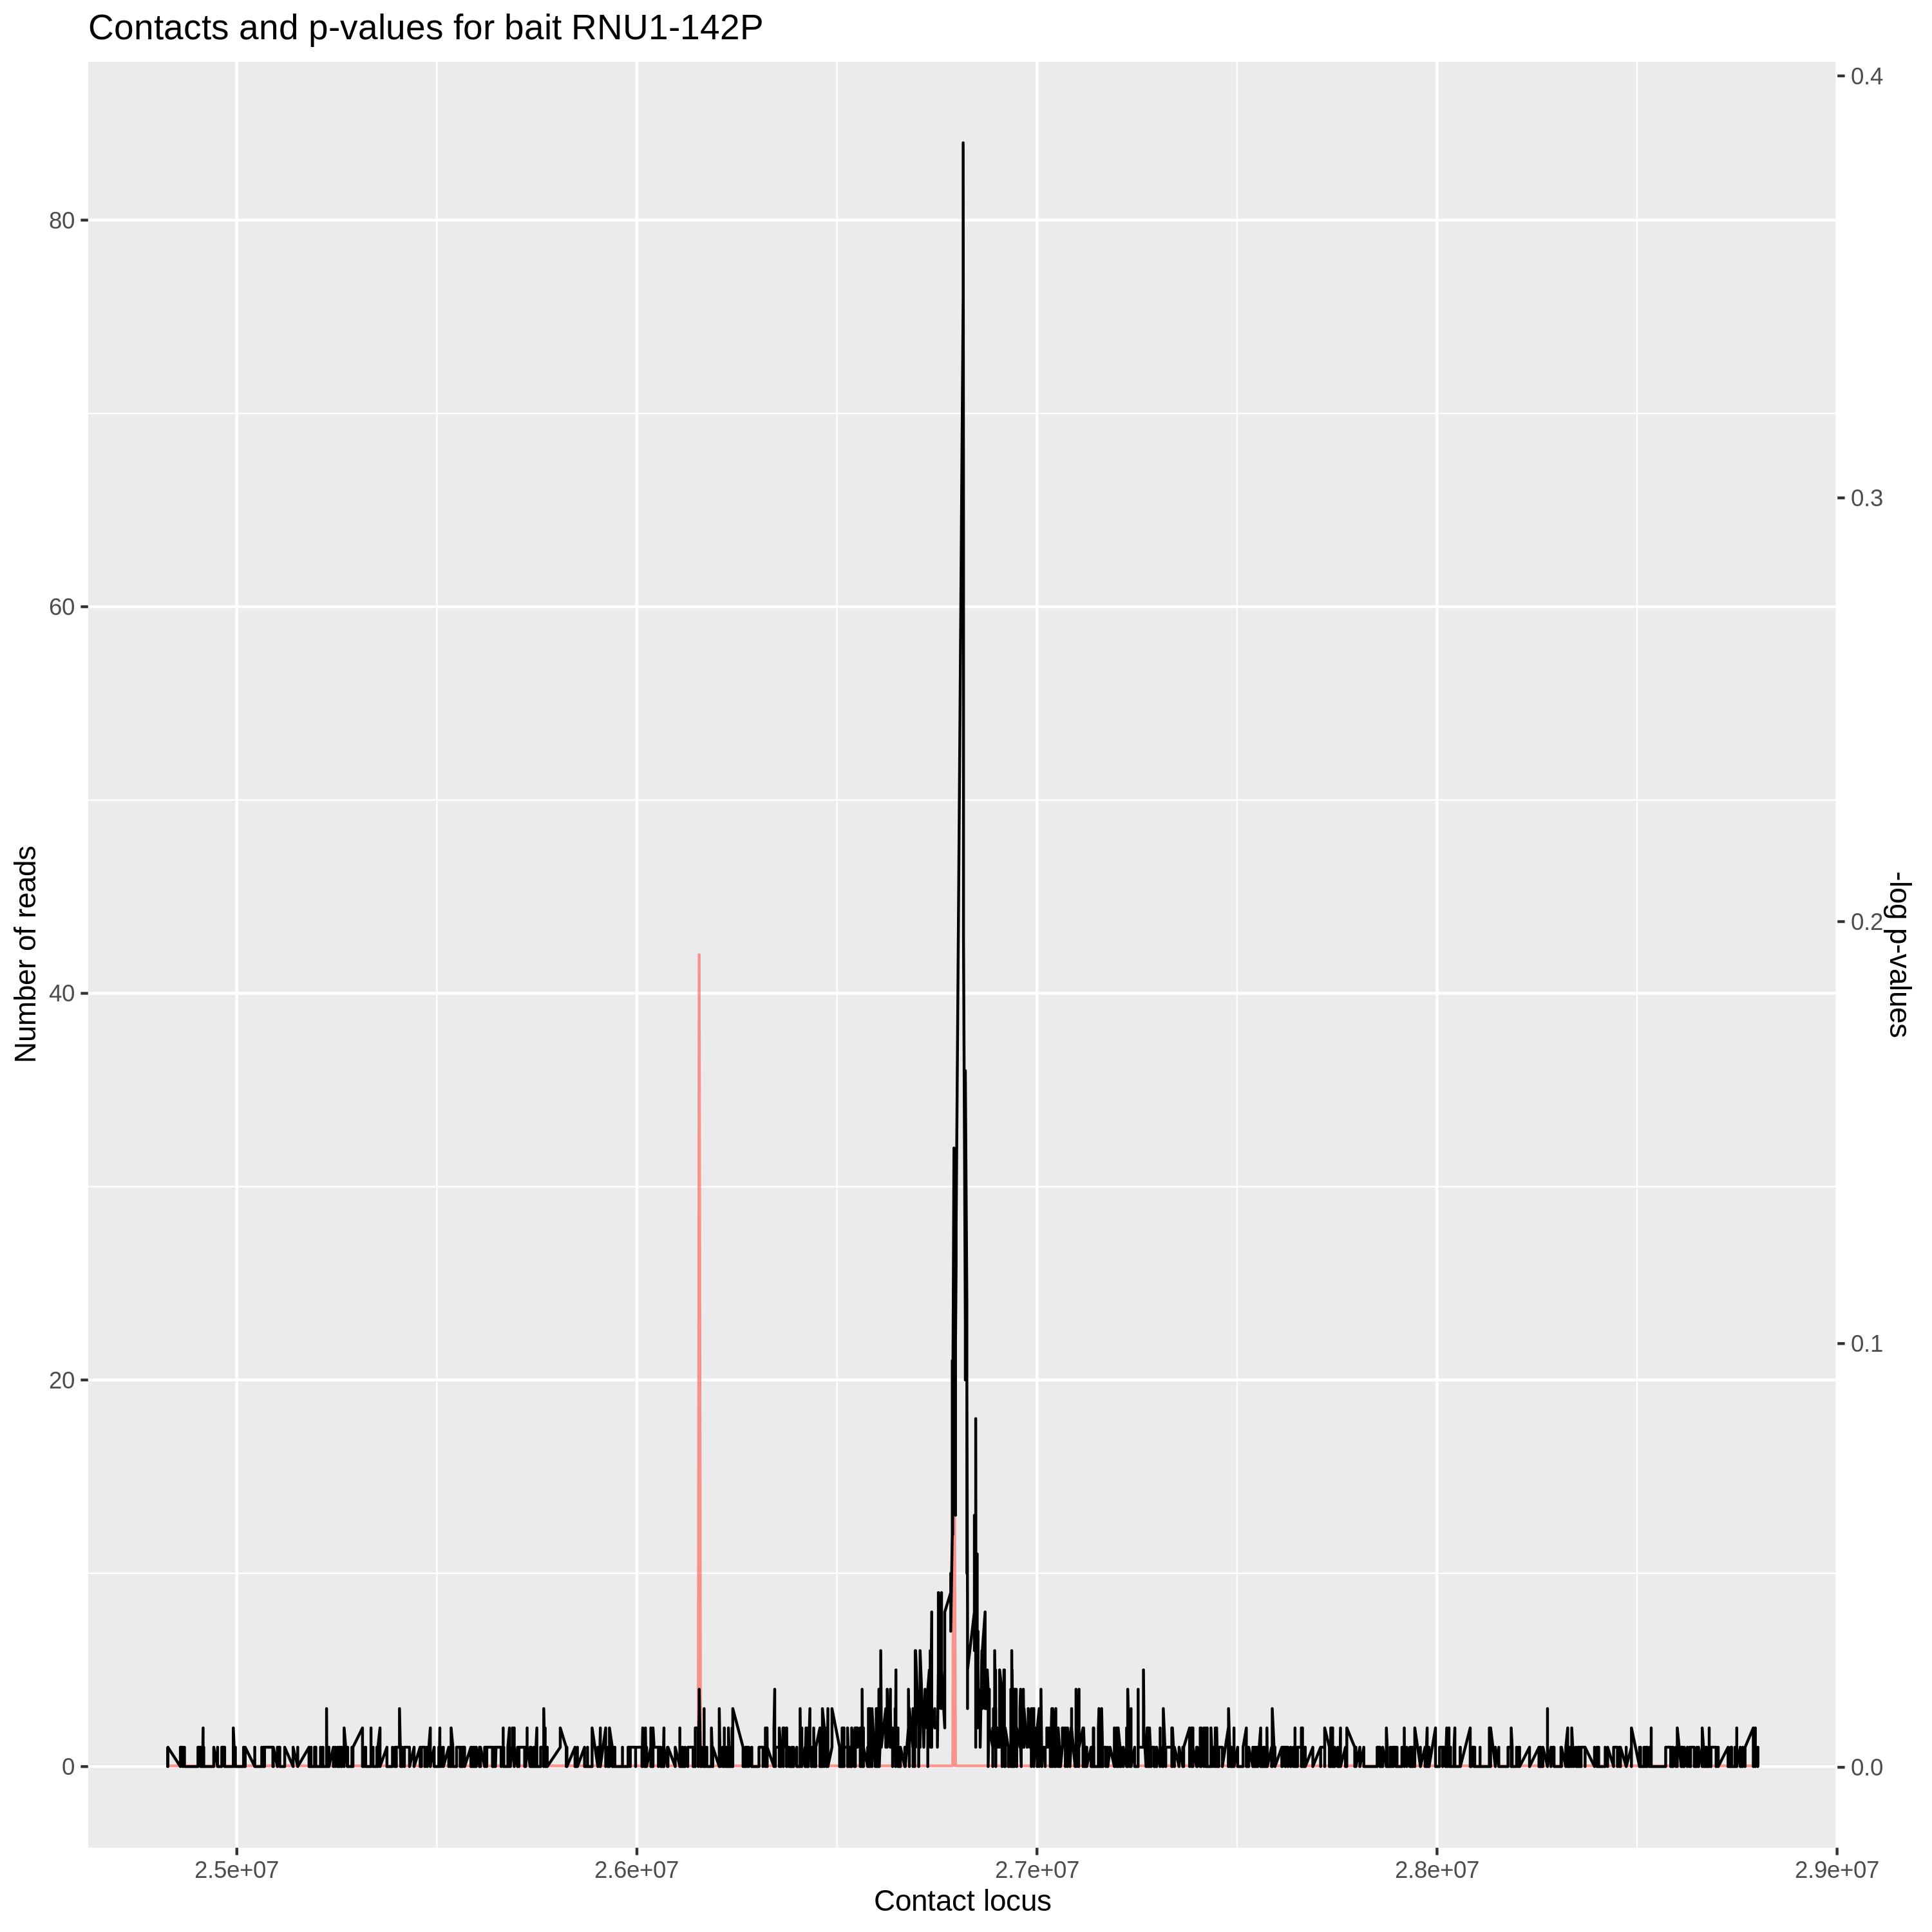 Contacts and p-values for bait RNU1-142P
Number of reads
80
60
40
20
0
0.4
0.3
0.2
0.1
0.0
-log p-values
2.5e+07
2.6e+07
2.7e+07
2.8e+07
2.9e+07
Contact locus